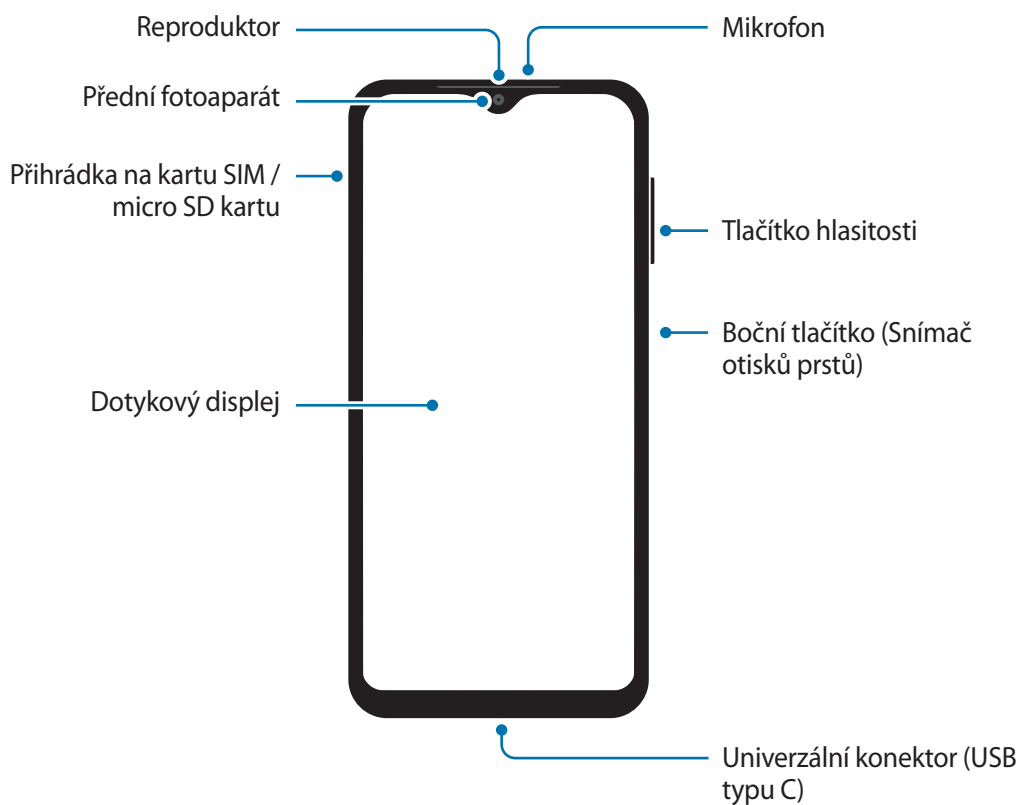 Reproduktor
Mikrofon
Přední fotoaparát
Přihrádka na kartu SIM /
micro SD kartu
Tlačítko hlasitosti
Boční tlačítko (Snímač
otisků prstů)
Dotykový displej
Univerzální konektor (USB
typu C)